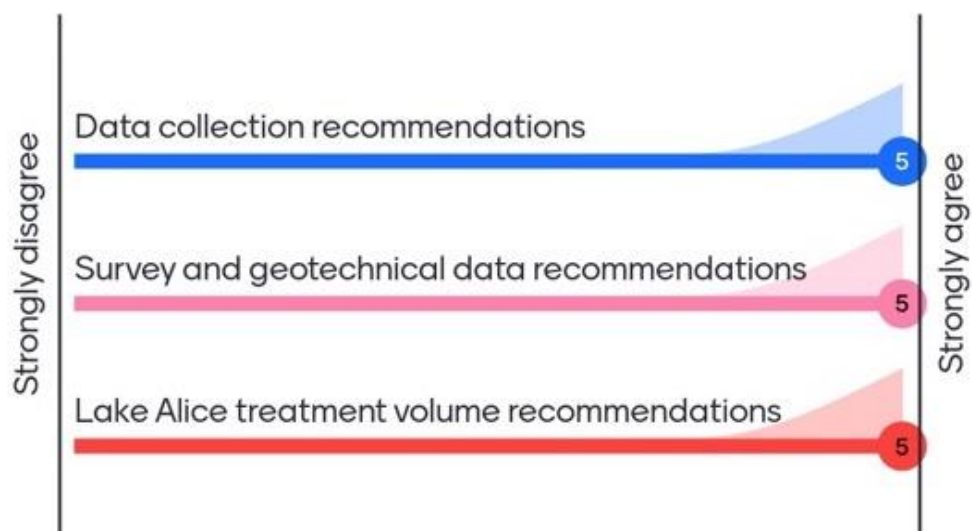 Strongly disagree
Data collection recommendations
5
Survey and geotechnical data recommendations
5
Lake Alice treatment volume recommendations
5
Strongly agree